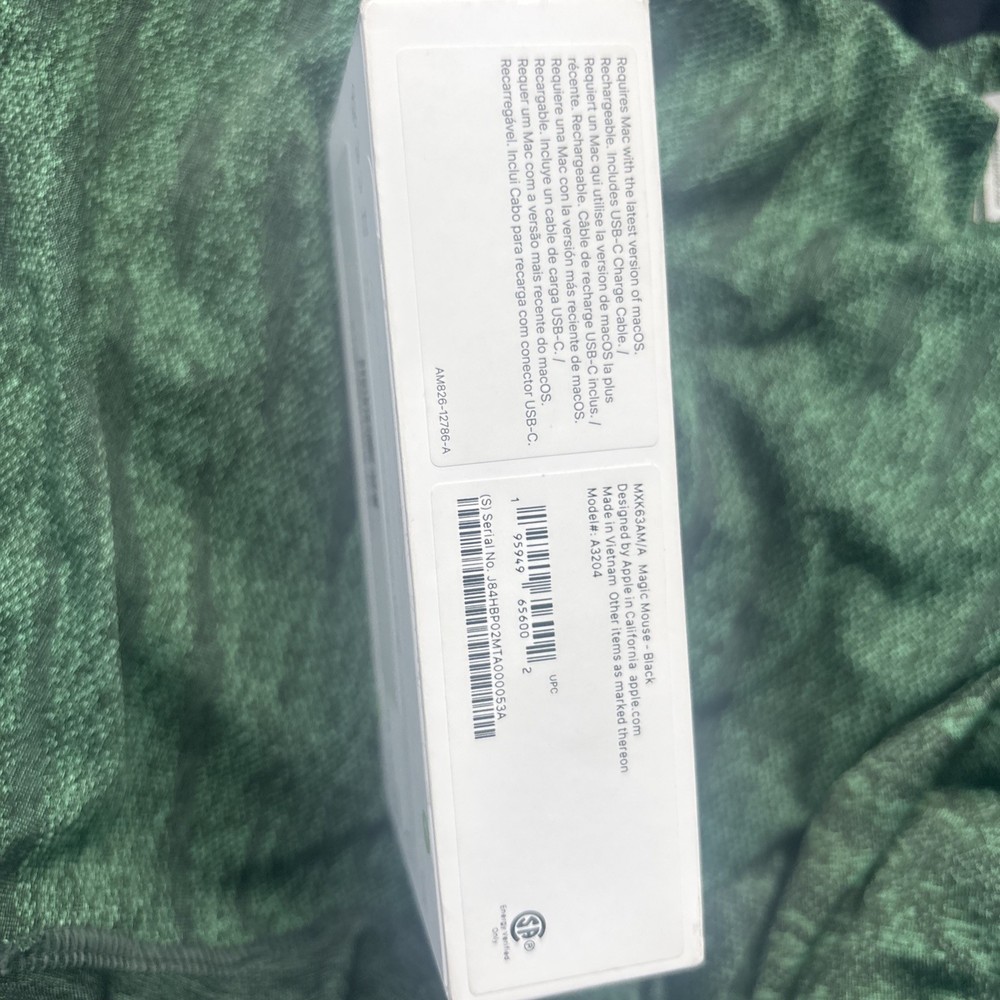 Requires Mac with the latest version of macOS.
Rechargeable. Includes USB-C Charge Cable. /
Requiert un Mac qui utilise la version de macOS la plus
récente. Rechargeable. Câble de recharge USB-C inclus. /
Requiere una Mac con la versión más reciente de macOS.
Recargable. Incluye un cable de carga USB-C. /
Requer um Mac com a versão mais recente do macOS.
Recarregável. Inclui Cabo para recarga com conector USB-C.
AM826-12786-A
MXK63AM/A Magic Mouse - Black
Designed by Apple in California apple.com
Made in Vietnam Other items as marked thereon
Model#: A3204
UPC
1 95949 65600 2
(S) Serial No. J84HBP02MTA000053A
SA®
Energy Verified
Only